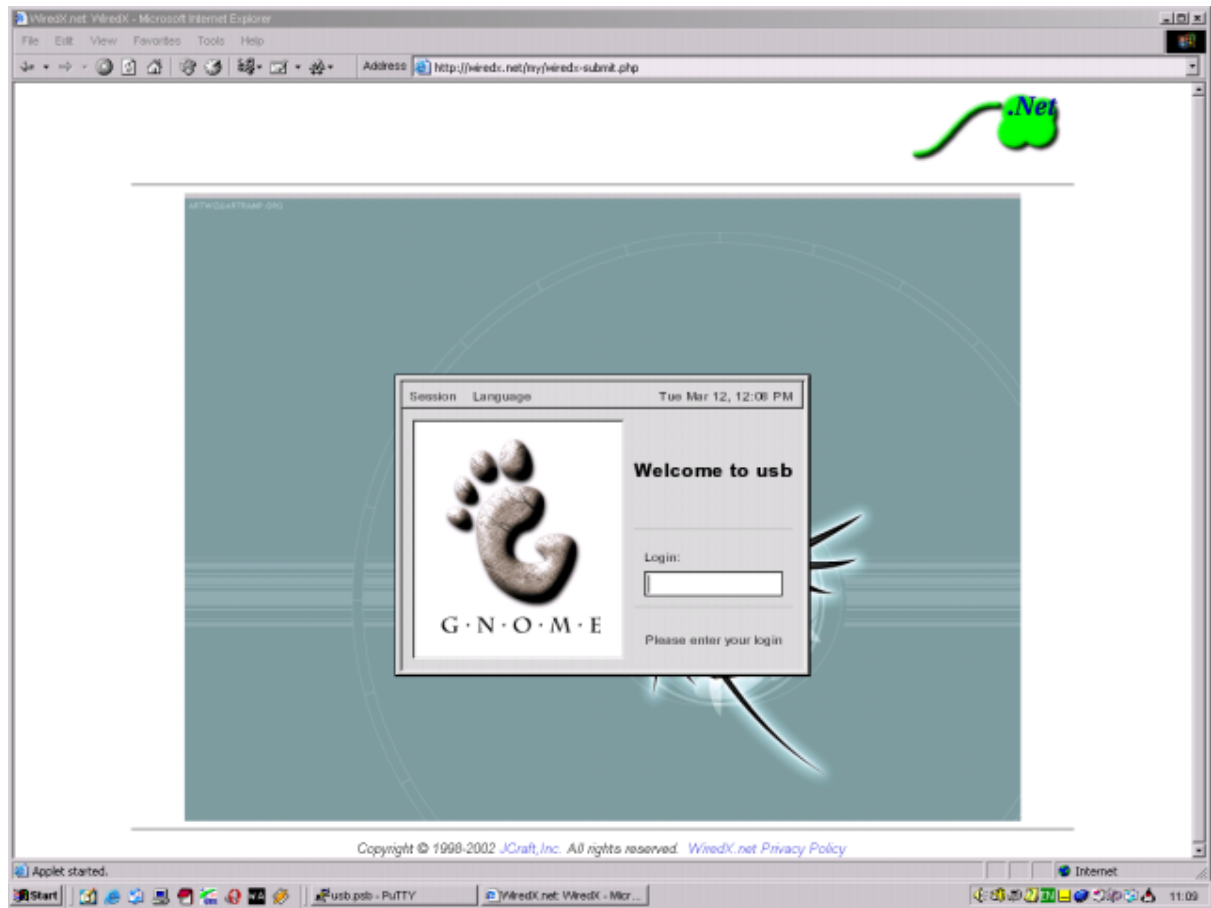 WiredX.net: WiredX - Microsoft Internet Explorer
File Edit View Favorites Tools Help
Address http://wiredx.net/my/wiredx-submit.php
.Net
Session Language Tue Mar 12, 12:08 PM
Welcome to usb
Login:
G·N·O·M·E
Please enter your login
Copyright © 1998-2002 JCraft,Inc. All rights reserved. WiredX.net Privacy Policy
Applet started. Internet
Start usb.psb - PuTTY WiredX.net: WiredX - Micr... 11:09